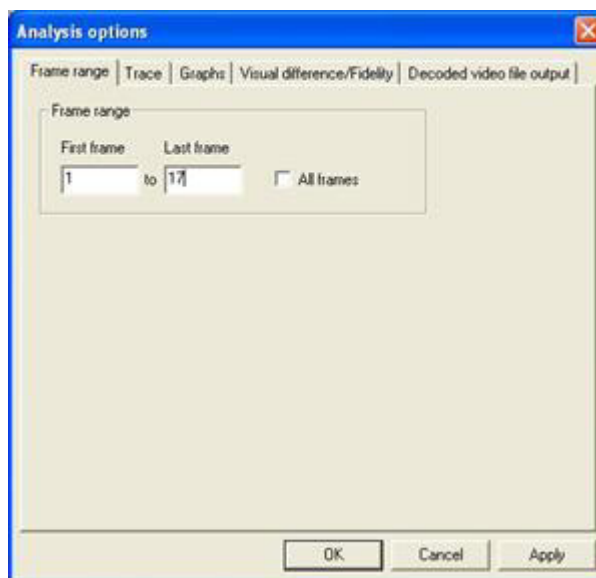 Analysis options
Frame range Trace Graphs Visual difference/Fidelity Decoded video file output
Frame range
First frame Last frame
1 to 17 All frames
OK Cancel Apply